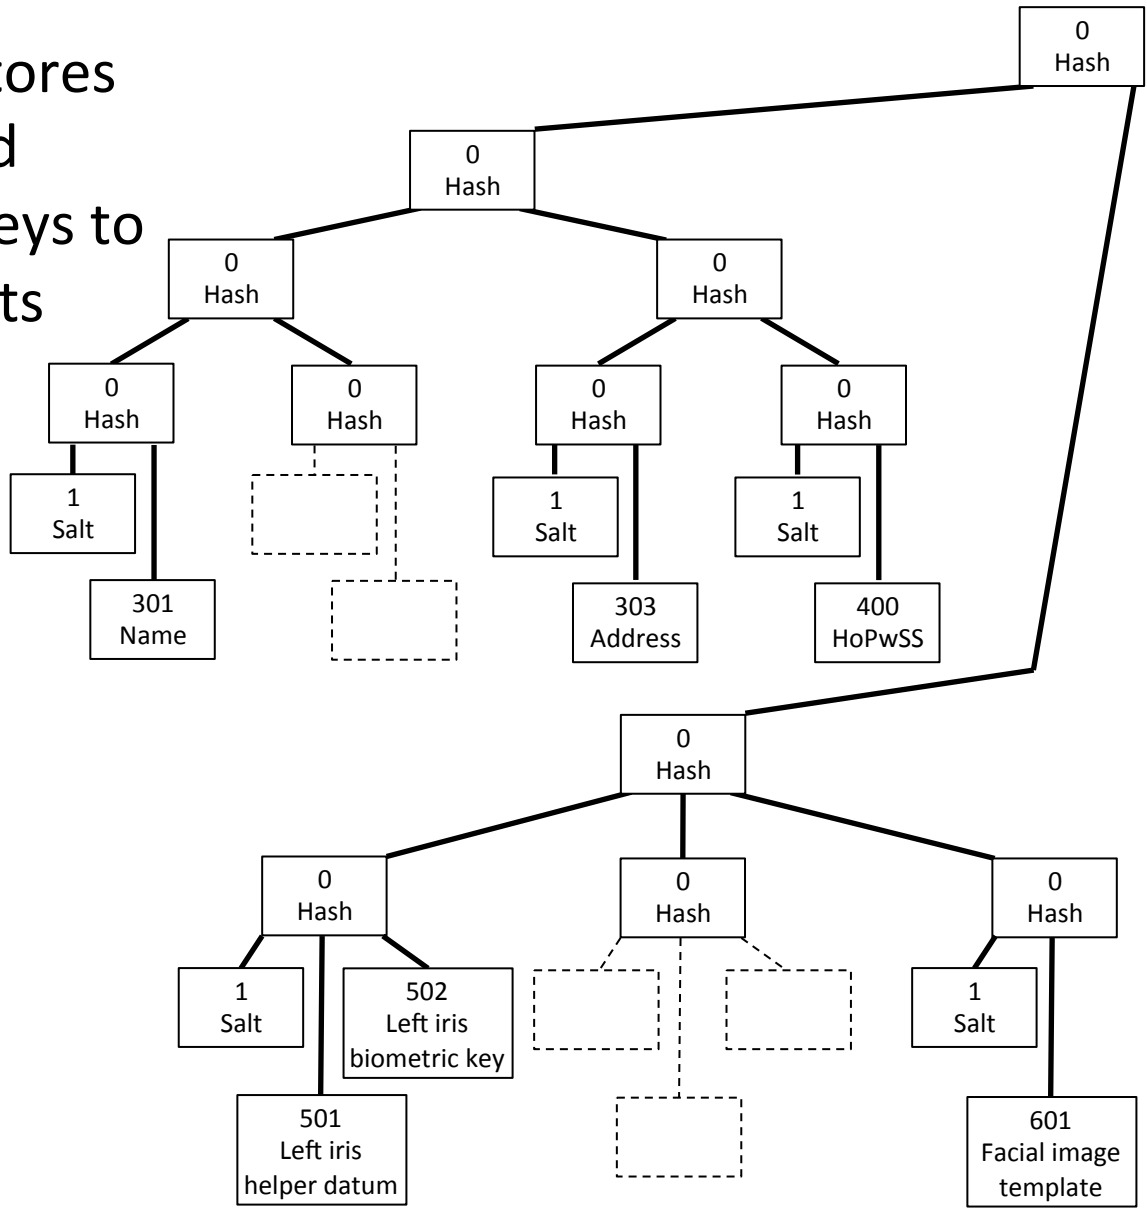 0
Hash
tores
d
eys to
ts
0
Hash
0
Hash
0
Hash
0
Hash
0
Hash
0
Hash
0
Hash
1
Salt
1
Salt
1
Salt
301
Name
303
Address
400
HoPwSS
0
Hash
0
Hash
0
Hash
0
Hash
1
Salt
502
Left iris
biometric key
1
Salt
501
Left iris
helper datum
601
Facial image
template